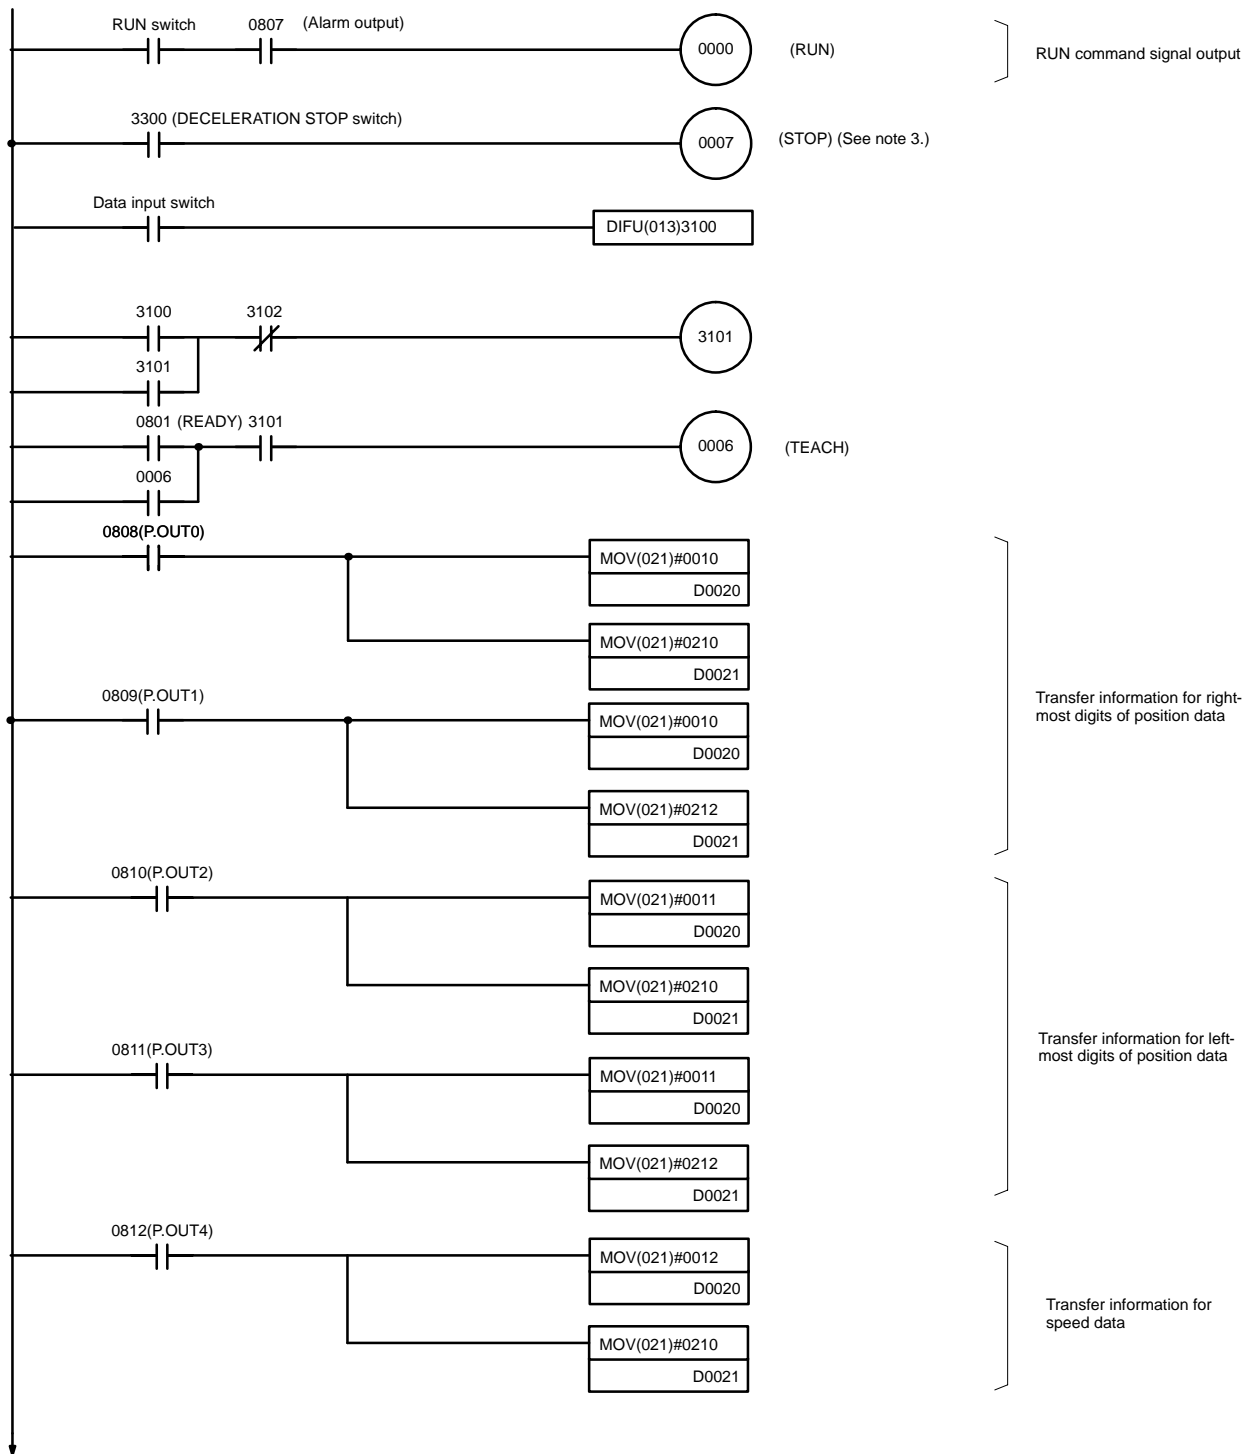 RUN switch 0807 (Alarm output)
0000 (RUN) RUN command signal output
3300 (DECELERATION STOP switch)
0007 (STOP) (See note 3.)
Data input switch
DIFU(013)3100
3100 3102
3101
3101
0801 (READY) 3101
0006 (TEACH)
0006
0808(P.OUT0)
MOV(021)#0010
D0020
MOV(021)#0210
D0021
Transfer information for right-
most digits of position data
0809(P.OUT1)
MOV(021)#0010
D0020
MOV(021)#0212
D0021
0810(P.OUT2)
MOV(021)#0011
D0020
MOV(021)#0210
D0021
Transfer information for left-
most digits of position data
0811(P.OUT3)
MOV(021)#0011
D0020
MOV(021)#0212
D0021
0812(P.OUT4)
MOV(021)#0012
D0020
Transfer information for
speed data
MOV(021)#0210
D0021